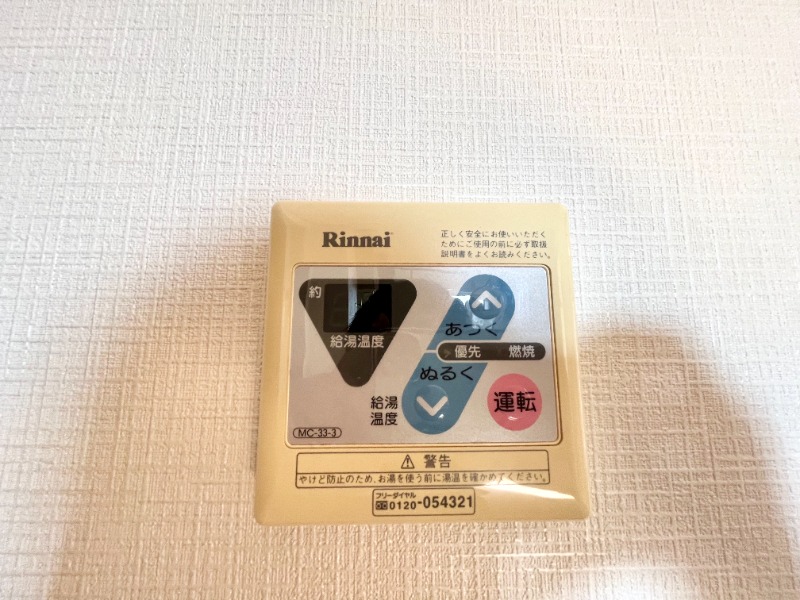 Rinnai
正しく安全にお使いいただく
ためにご使用の前に必ず取扱
説明書をよくお読みください。
約
給湯温度
あつく
優先 燃焼
ぬるく
給湯
温度
運転
MC-33-3
警告
やけど防止のため、お湯を使う前に湯温を確かめてください。
フリーダイヤル
0120-054321